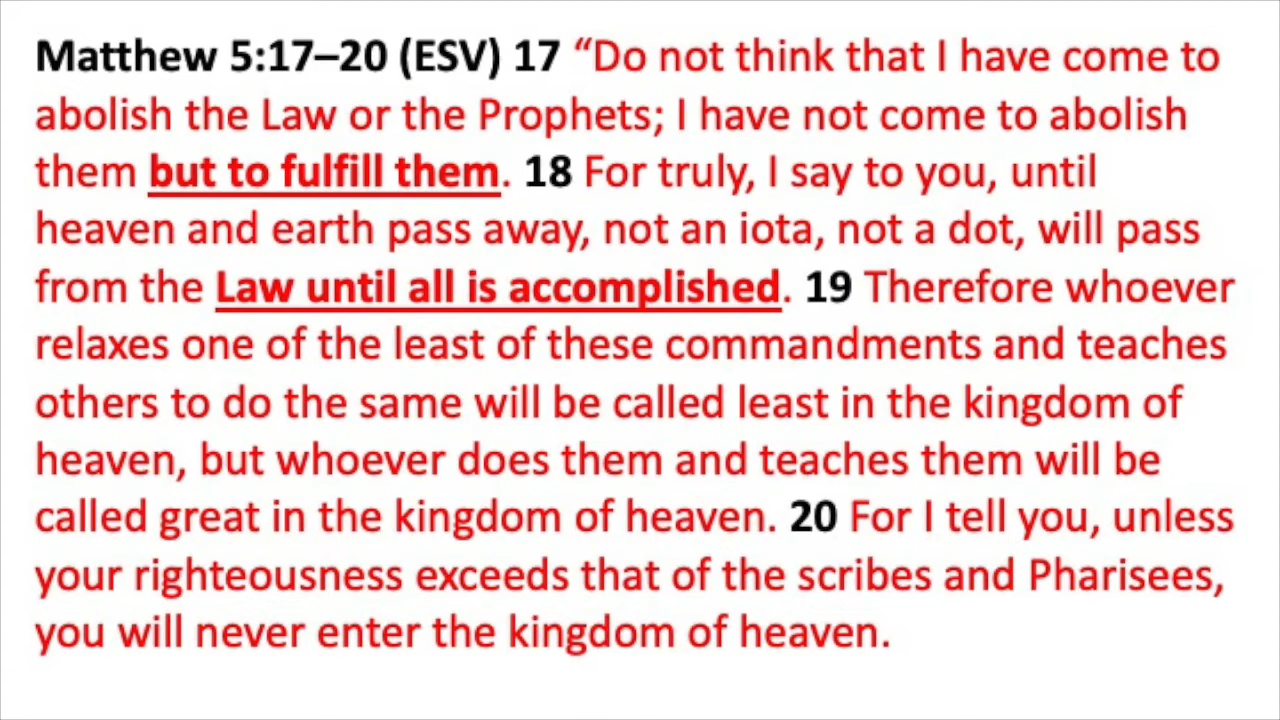 Matthew 5:17–20 (ESV) 17 “Do not think that I have come to
abolish the Law or the Prophets; I have not come to abolish
them but to fulfill them. 18 For truly, I say to you, until
heaven and earth pass away, not an iota, not a dot, will pass
from the Law until all is accomplished. 19 Therefore whoever
relaxes one of the least of these commandments and teaches
others to do the same will be called least in the kingdom of
heaven, but whoever does them and teaches them will be
called great in the kingdom of heaven. 20 For I tell you, unless
your righteousness exceeds that of the scribes and Pharisees,
you will never enter the kingdom of heaven.